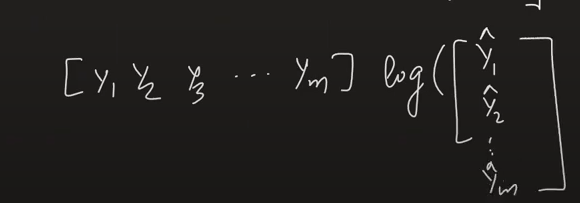 [y₁ y₂ y₃ ... yₘ] log([ŷ₁
ŷ₂
⋮
ŷₘ]